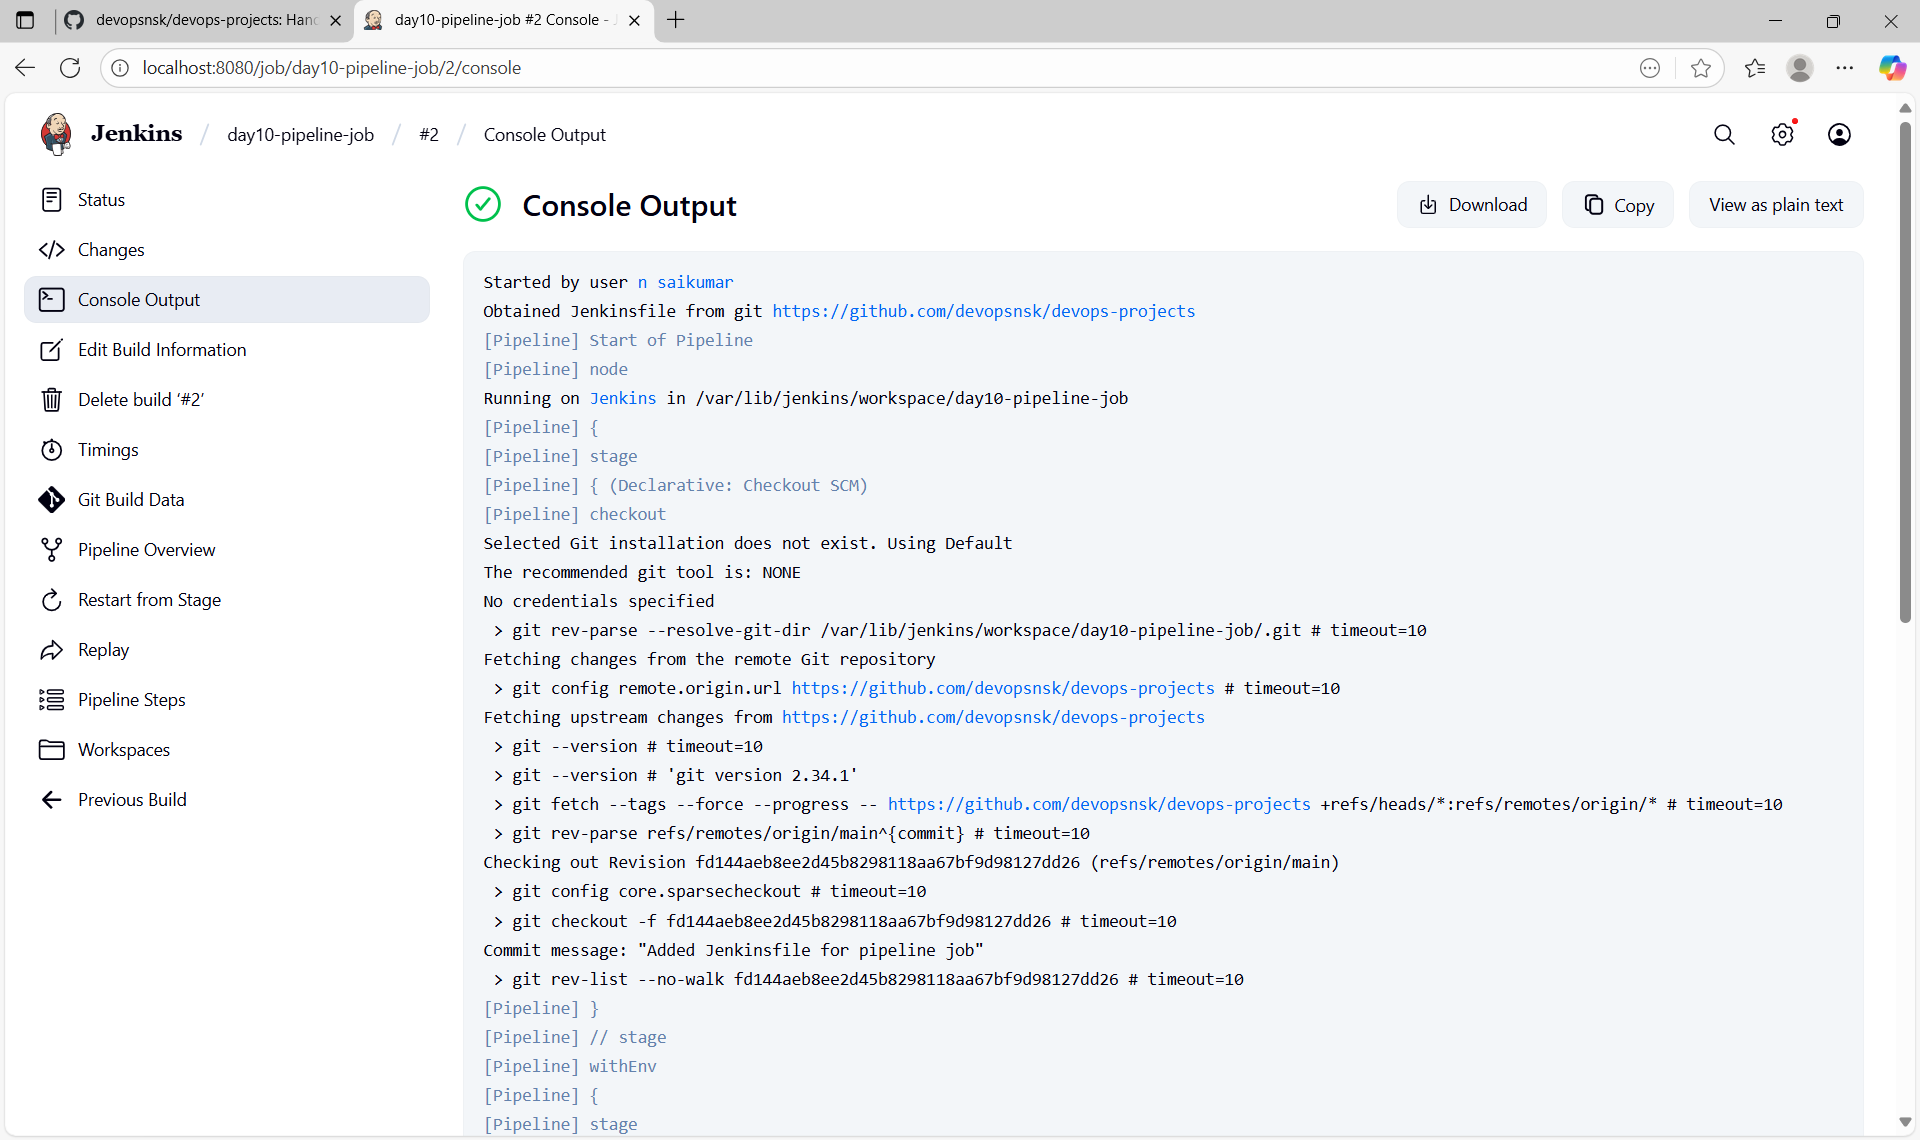 devopsnsk/devops-projects: Hand
day10-pipeline-job #2 Console - J
localhost:8080/job/day10-pipeline-job/2/console
Jenkins / day10-pipeline-job / #2 / Console Output
Status
Changes
Console Output
Edit Build Information
Delete build ‘#2’
Timings
Git Build Data
Pipeline Overview
Restart from Stage
Replay
Pipeline Steps
Workspaces
Previous Build
Console Output
Download
Copy
View as plain text
Started by user n saikumar
Obtained Jenkinsfile from git https://github.com/devopsnsk/devops-projects
[Pipeline] Start of Pipeline
[Pipeline] node
Running on Jenkins in /var/lib/jenkins/workspace/day10-pipeline-job
[Pipeline] {
[Pipeline] stage
[Pipeline] { (Declarative: Checkout SCM)
[Pipeline] checkout
Selected Git installation does not exist. Using Default
The recommended git tool is: NONE
No credentials specified
> git rev-parse --resolve-git-dir /var/lib/jenkins/workspace/day10-pipeline-job/.git # timeout=10
Fetching changes from the remote Git repository
> git config remote.origin.url https://github.com/devopsnsk/devops-projects # timeout=10
Fetching upstream changes from https://github.com/devopsnsk/devops-projects
> git --version # timeout=10
> git --version # 'git version 2.34.1'
> git fetch --tags --force --progress -- https://github.com/devopsnsk/devops-projects +refs/heads/*:refs/remotes/origin/* # timeout=10
> git rev-parse refs/remotes/origin/main^{commit} # timeout=10
Checking out Revision fd144aeb8ee2d45b8298118aa67bf9d98127dd26 (refs/remotes/origin/main)
> git config core.sparsecheckout # timeout=10
> git checkout -f fd144aeb8ee2d45b8298118aa67bf9d98127dd26 # timeout=10
Commit message: "Added Jenkinsfile for pipeline job"
> git rev-list --no-walk fd144aeb8ee2d45b8298118aa67bf9d98127dd26 # timeout=10
[Pipeline] }
[Pipeline] // stage
[Pipeline] withEnv
[Pipeline] {
[Pipeline] stage